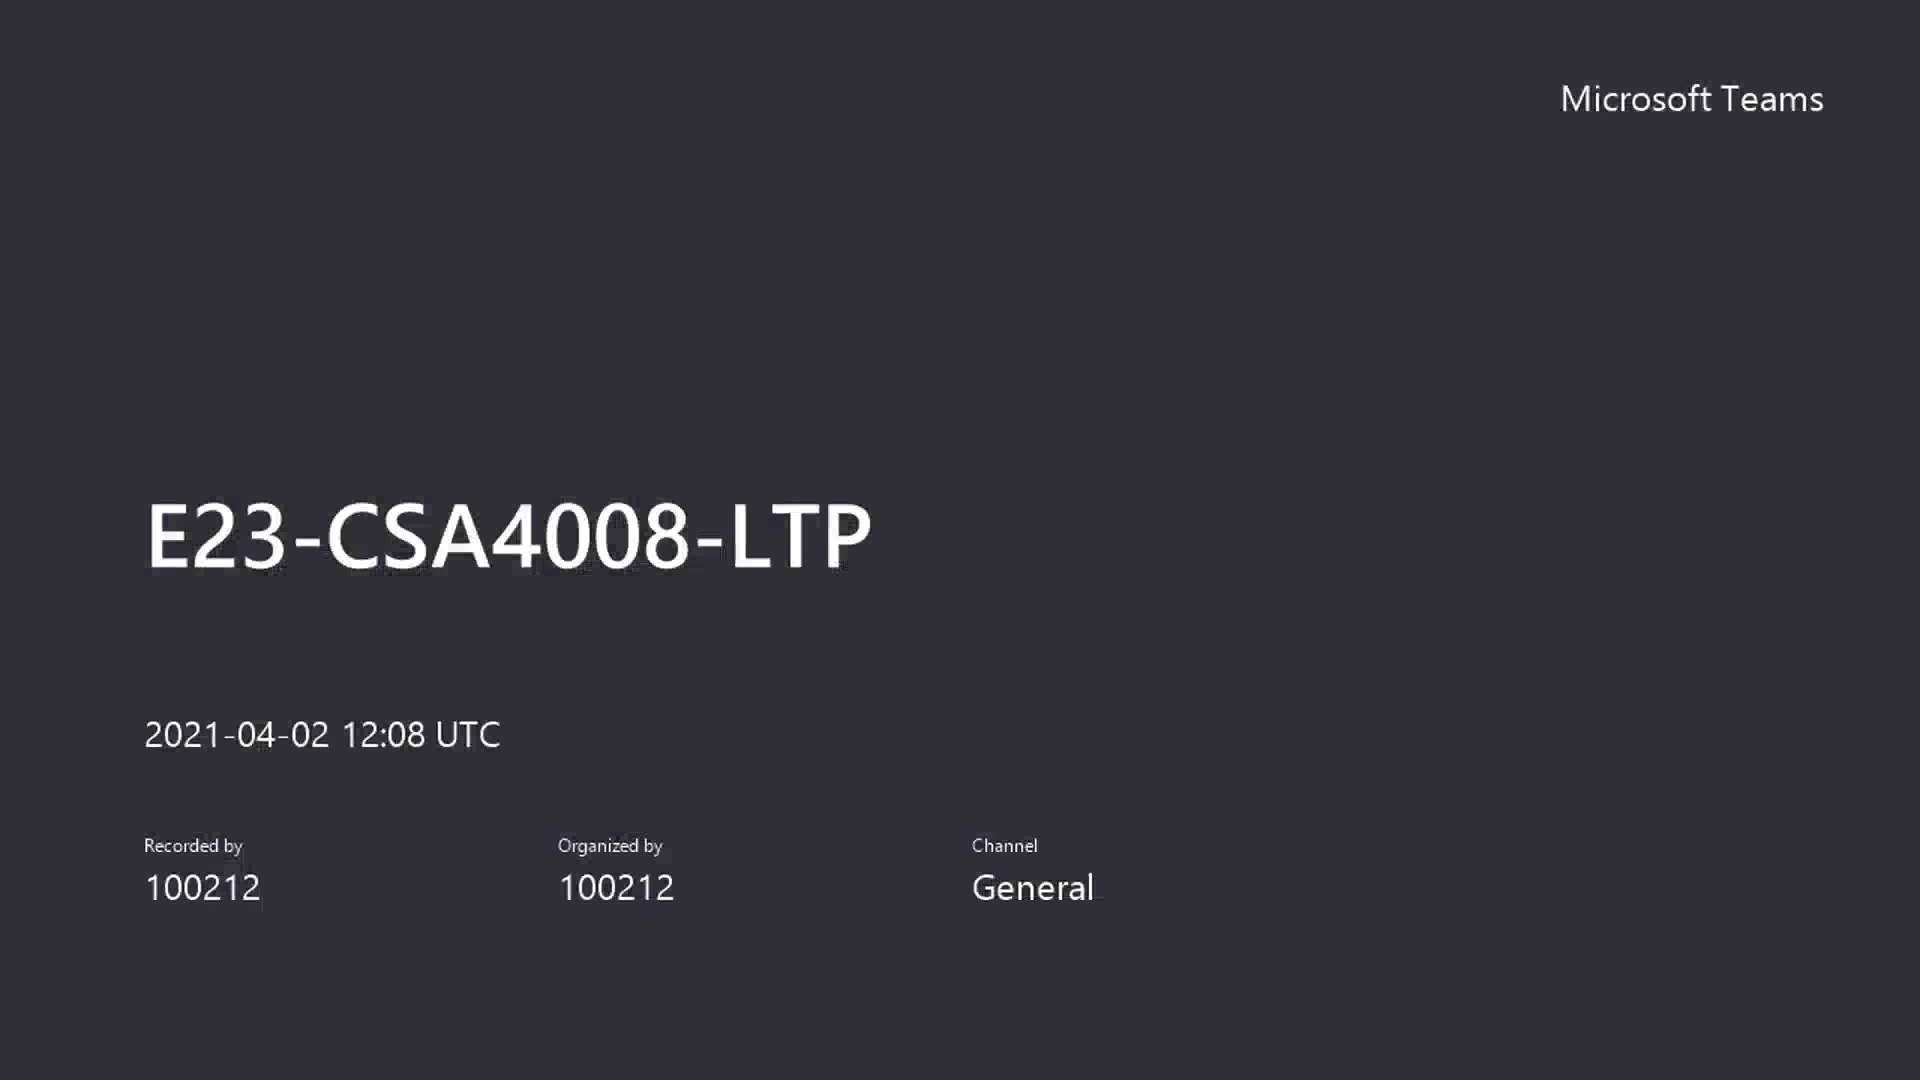 Microsoft Teams
E23-CSA4008-LTP
2021-04-02 12:08 UTC
Recorded by
100212
Organized by
100212
Channel
General